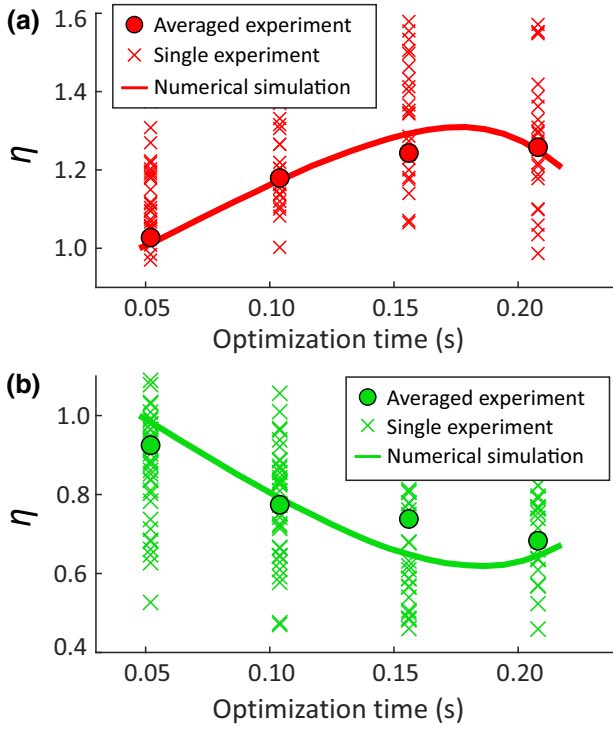 (a)
Averaged experiment
Single experiment
Numerical simulation
η
1.6
1.4
1.2
1.0
0.05 0.10 0.15 0.20
Optimization time (s)
(b)
Averaged experiment
Single experiment
Numerical simulation
η
1.0
0.8
0.6
0.4
0.05 0.10 0.15 0.20
Optimization time (s)